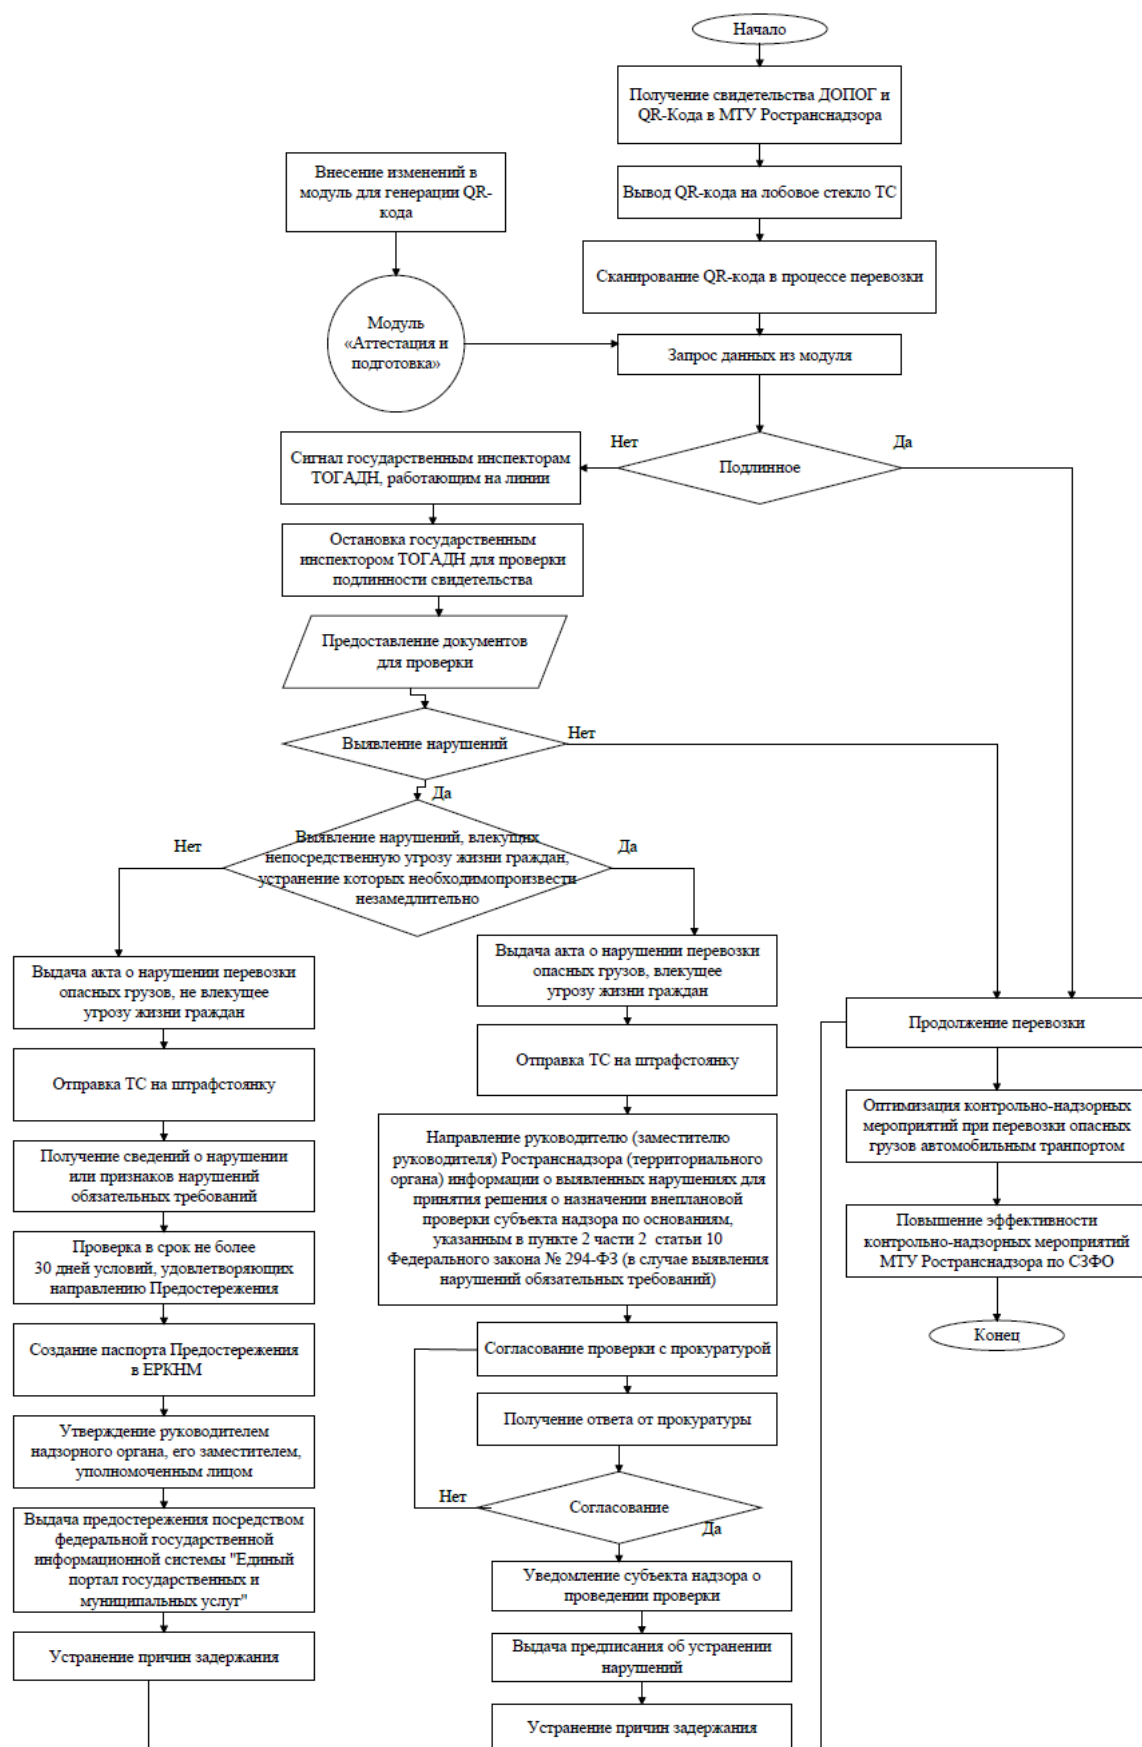 Начало
Получение свидетельства ДОПОГ и
QR-Кода в МТУ Ространснадзора
Внесение изменений в
модуль для генерации QR-
кода
Вывод QR-кода на лобовое стекло ТС
Сканирование QR-кода в процессе перевозки
Модуль
«Аттестация и
подготовка»
Запрос данных из модуля
Нет
Да
Подлинное
Сигнал государственным инспекторам
ТОГАДН, работающим на линии
Остановка государственным
инспектором ТОГАДН для проверки
подлинности свидетельства
Предоставление документов
для проверки
Выявление нарушений
Нет
Да
Нет
Выявление нарушений, влекущих
непосредственную угрозу жизни граждан,
устранение которых необходимопроизвести
незамедлительно
Да
Выдача акта о нарушении перевозки
опасных грузов, не влекущее
угрозу жизни граждан
Отправка ТС на штрафстоянку
Получение сведений о нарушении
или признаков нарушений
обязательных требований
Проверка в срок не более
30 дней условий, удовлетворяющих
направлению Предостережения
Создание паспорта Предостережения
в ЕРКНМ
Утверждение руководителем
надзорного органа, его заместителем,
уполномоченным лицом
Выдача предостережения посредством
федеральной государственной
информационной системы "Единый
портал государственных и
муниципальных услуг"
Устранение причин задержания
Выдача акта о нарушении перевозки
опасных грузов, влекущее
угрозу жизни граждан
Отправка ТС на штрафстоянку
Направление руководителю (заместителю
руководителя) Ространснадзора (территориального
органа) информации о выявленных нарушениях для
принятия решения о назначении внеплановой
проверки субъекта надзора по основаниям,
указанным в пункте 2 части 2 статьи 10
Федерального закона № 294-ФЗ (в случае выявления
нарушений обязательных требований)
Согласование проверки с прокуратурой
Получение ответа от прокуратуры
Нет
Согласование
Да
Уведомление субъекта надзора о
проведении проверки
Выдача предписания об устранении
нарушений
Устранение причин задержания
Продолжение перевозки
Оптимизация контрольно-надзорных
мероприятий при перевозки опасных
грузов автомобильным транпортом
Повышение эффективности
контрольно-надзорных мероприятий
МТУ Ространснадзора по СЗФО
Конец